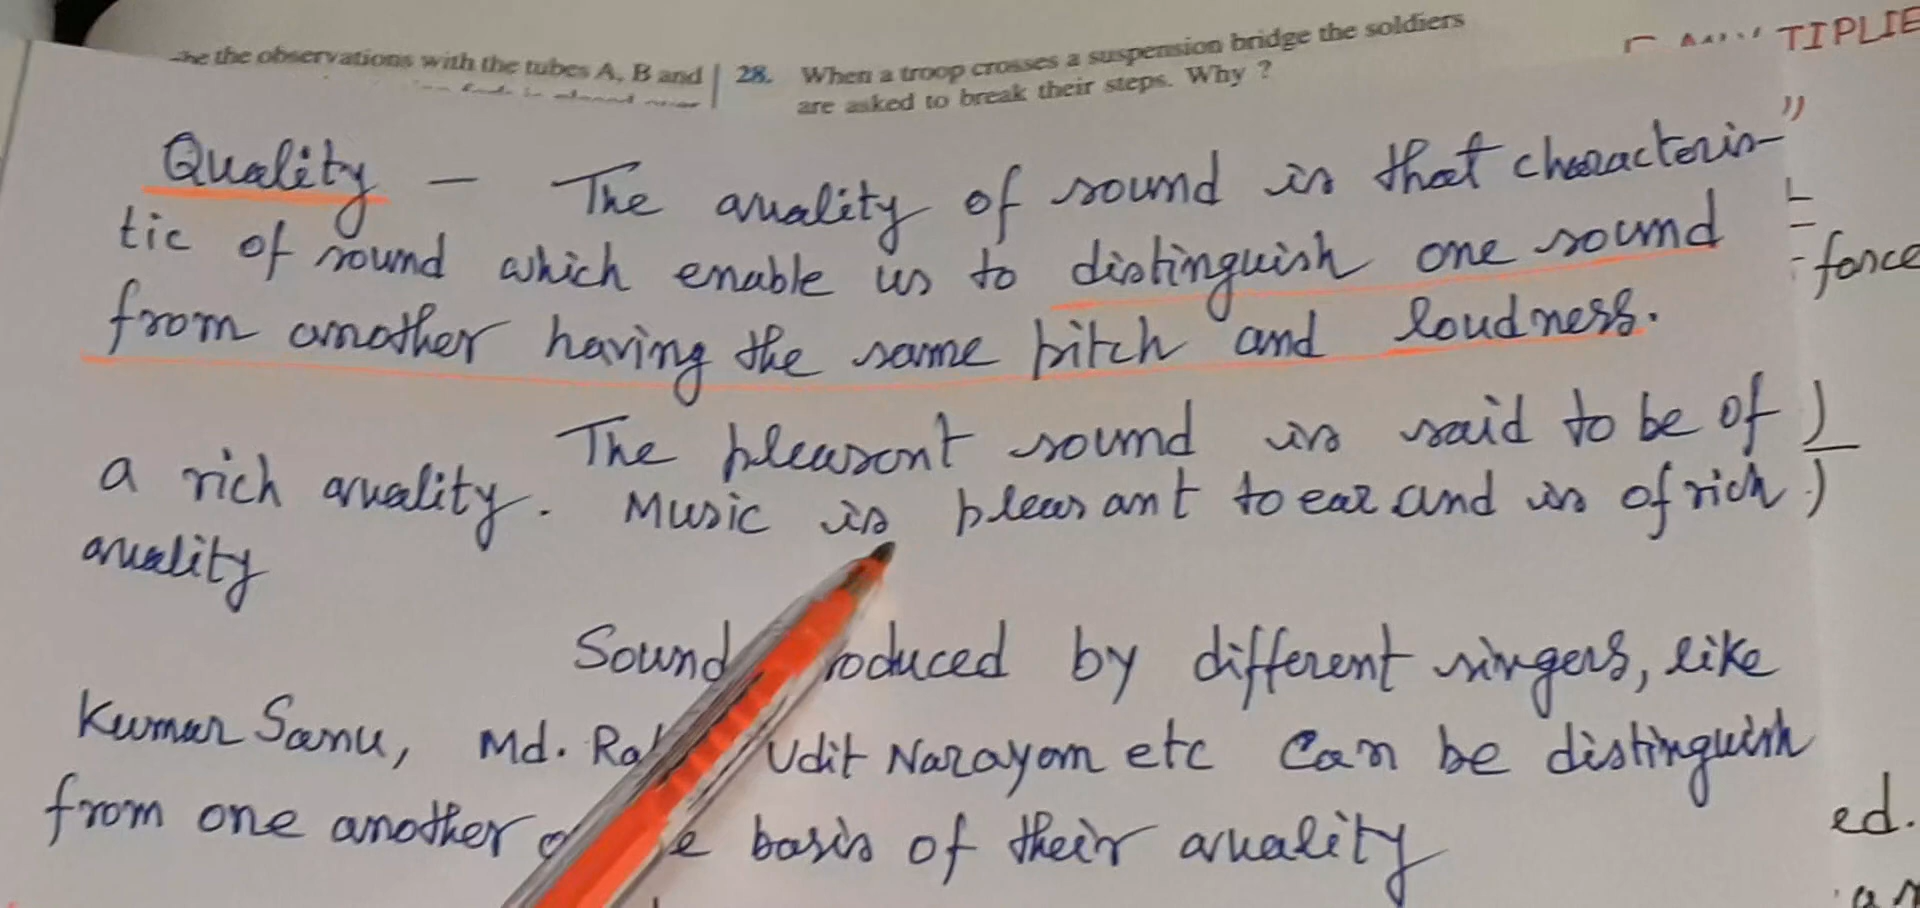 the observations with the tubes A, B and
28. When a troop crosses a suspension bridge the soldiers
are asked to break their steps. Why ?
TIPLIE
Quality - The quality of sound is that characteris-
tic of sound which enable us to distinguish one sound
from another having the same pitch and loudness.
The pleasant sound is said to be of
a rich quality. Music is pleasant to ear and is of rich
quality
Sound by different singers, like
Kumar Sanu, Md. Udit Narayan etc Can be distinguish
from one another basis of their quality
force
ed.